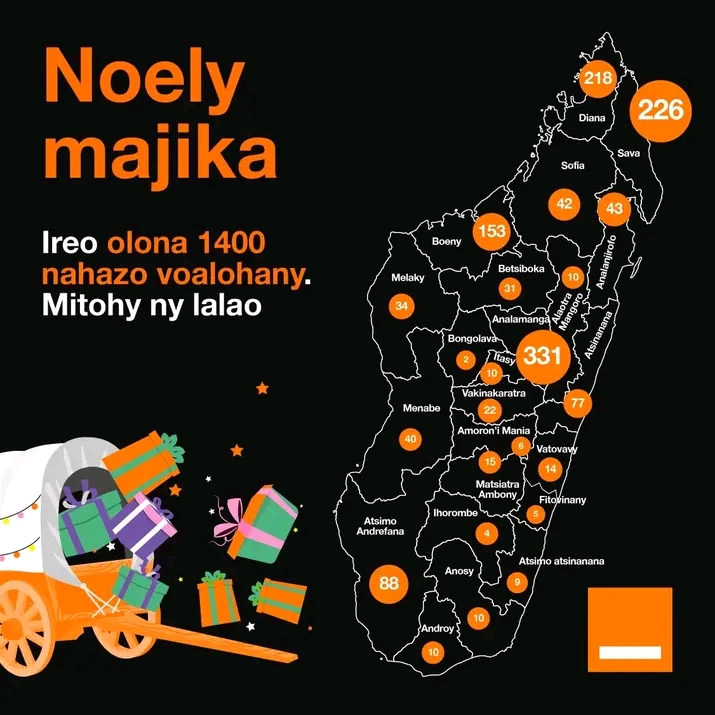 Noely
majika
Ireo olona 1400
nahazo voalohany.
Mitohy ny lalao
218
Diana
226
Sava
Sofia
42
43
Analanjirofo
153
Boeny
Betsiboka
31
10
Alaotra
Mangoro
Melaky
34
Analamanga
331
Atsinanana
Bongolava
2
Itasy
10
Vakinakaratra
22
77
Menabe
40
Amoron'i Mania
6
Vatovavy
14
15
Matsiatra
Ambony
Fitovinany
5
Ihorombe
4
Atsimo
Andrefana
88
Atsimo atsinanana
9
Anosy
10
Androy
10